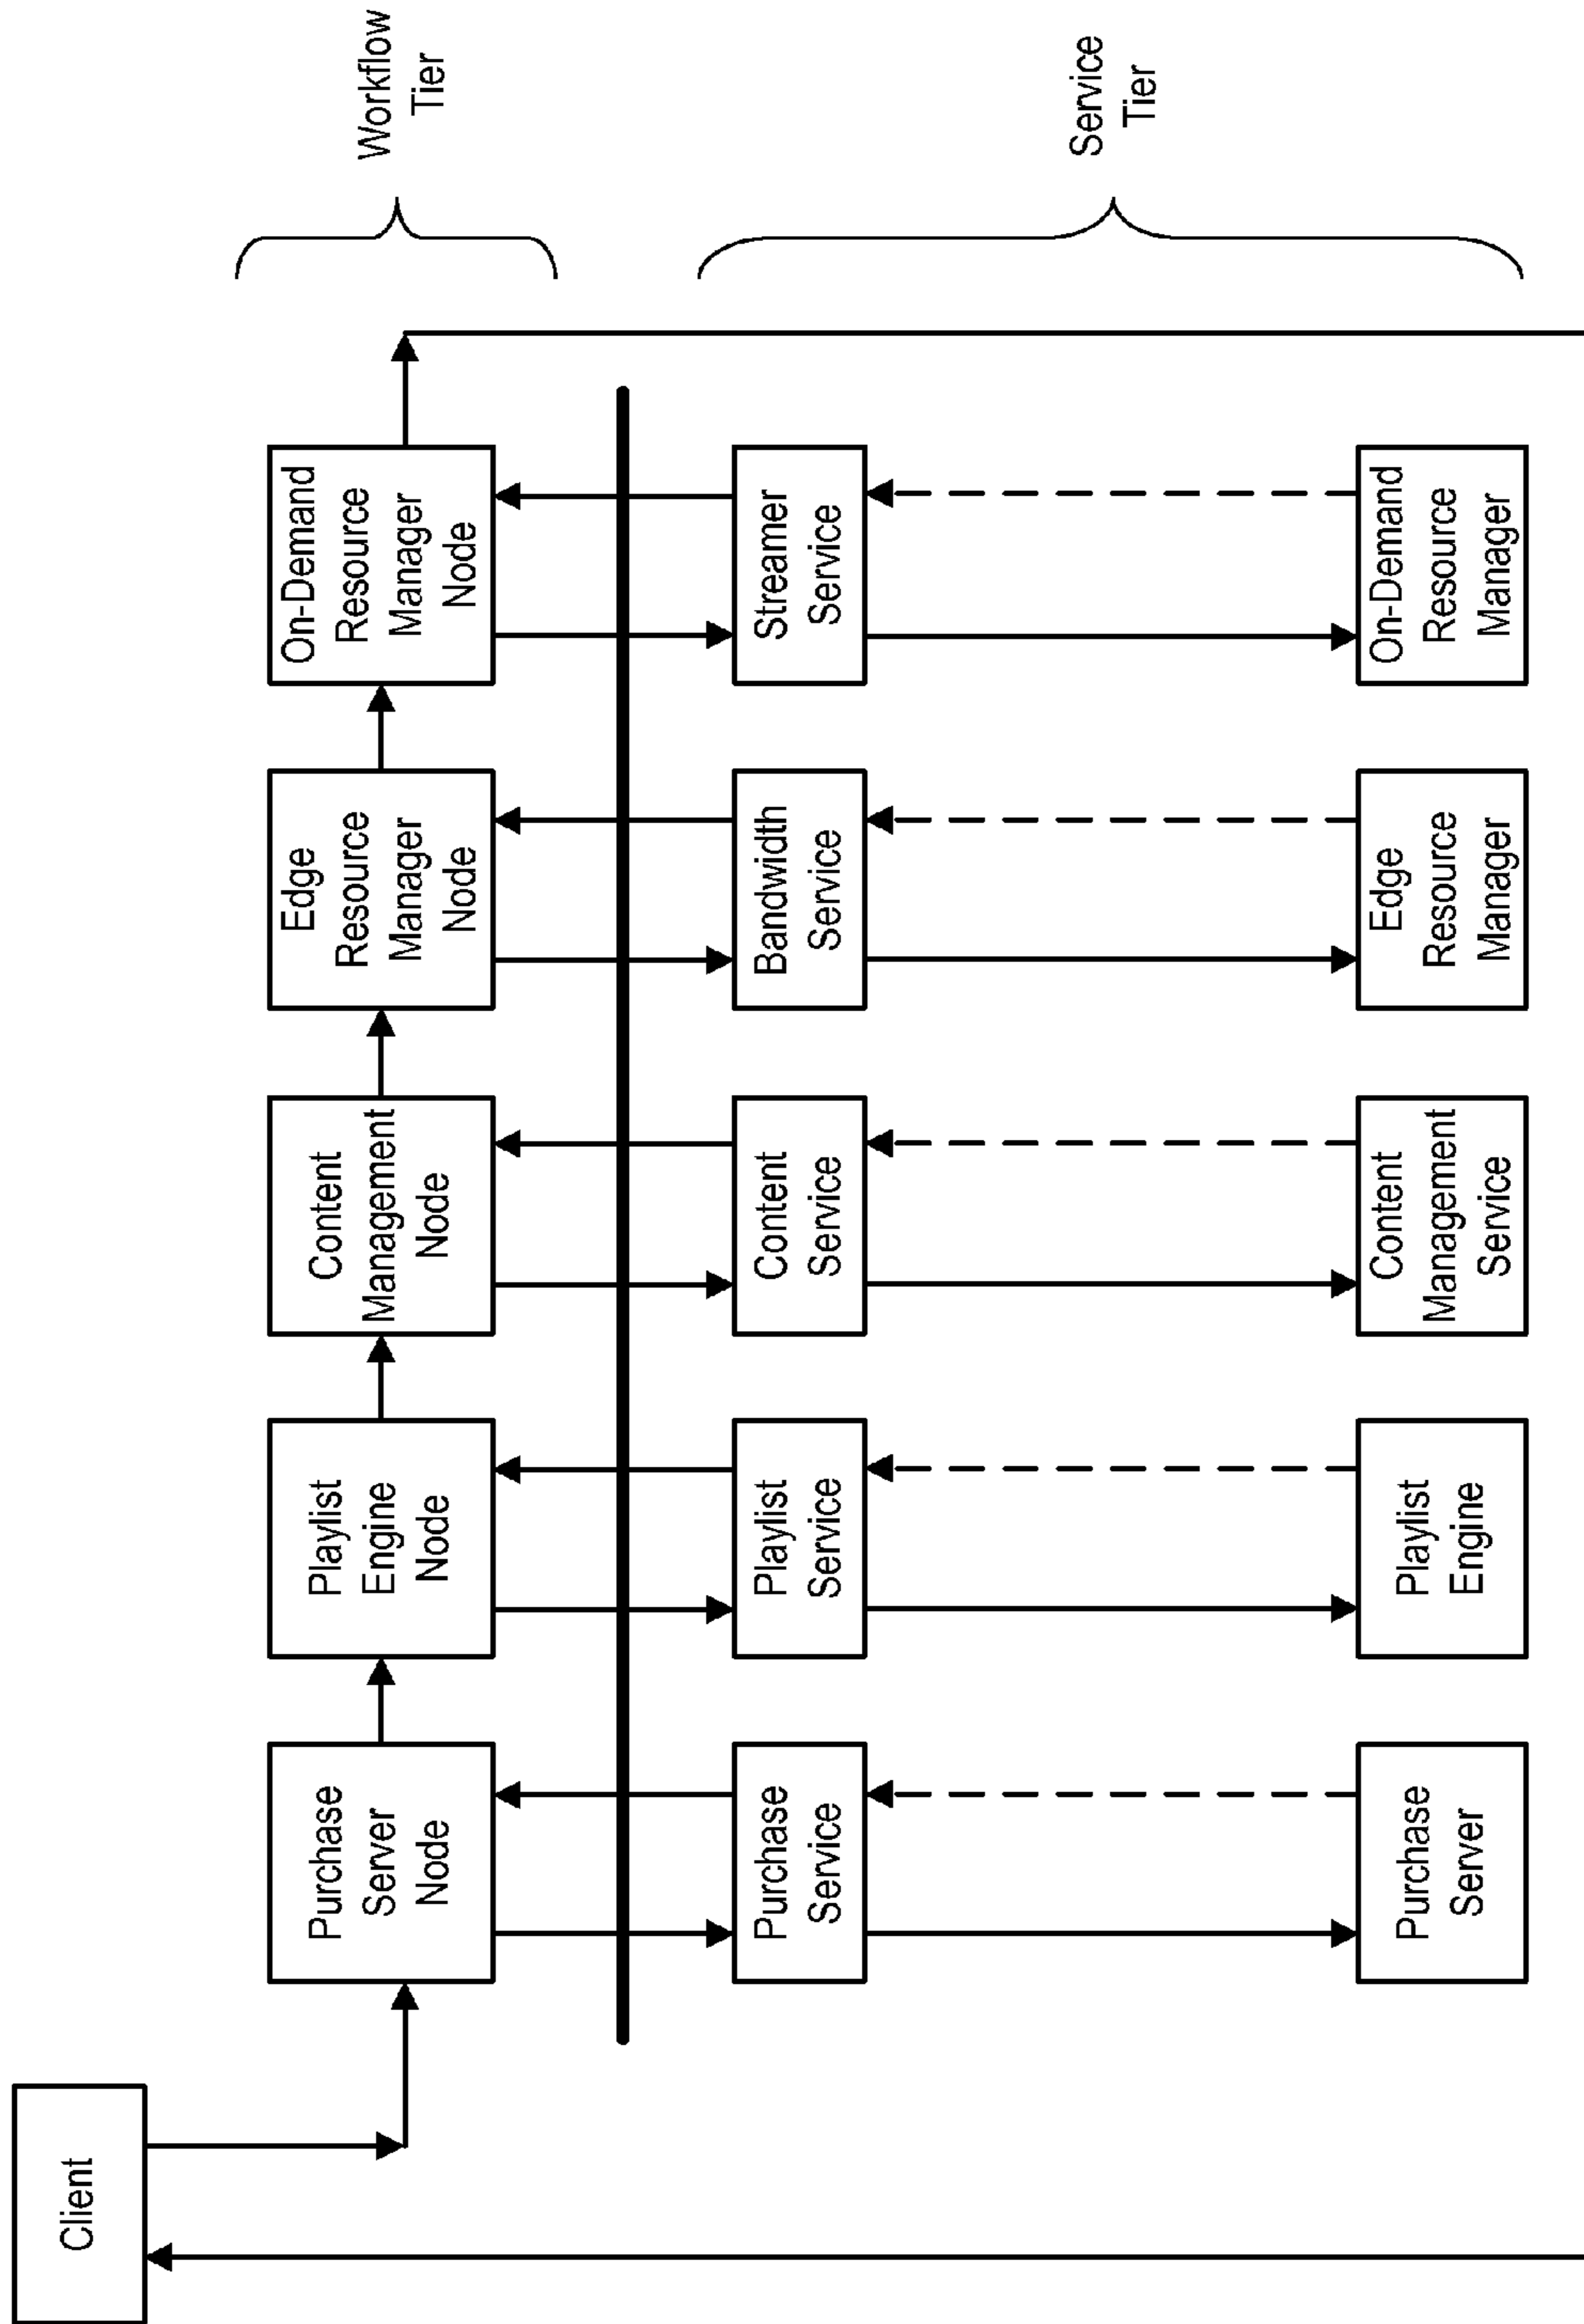 Client
Purchase
Server
Node
Playlist
Engine
Node
Content
Management
Node
Edge
Resource
Manager
Node
On-Demand
Resource
Manager
Node
Workflow
Tier
Purchase
Service
Playlist
Service
Content
Service
Bandwidth
Service
Streamer
Service
Service
Tier
Purchase
Server
Playlist
Engine
Content
Management
Service
Edge
Resource
Manager
On-Demand
Resource
Manager